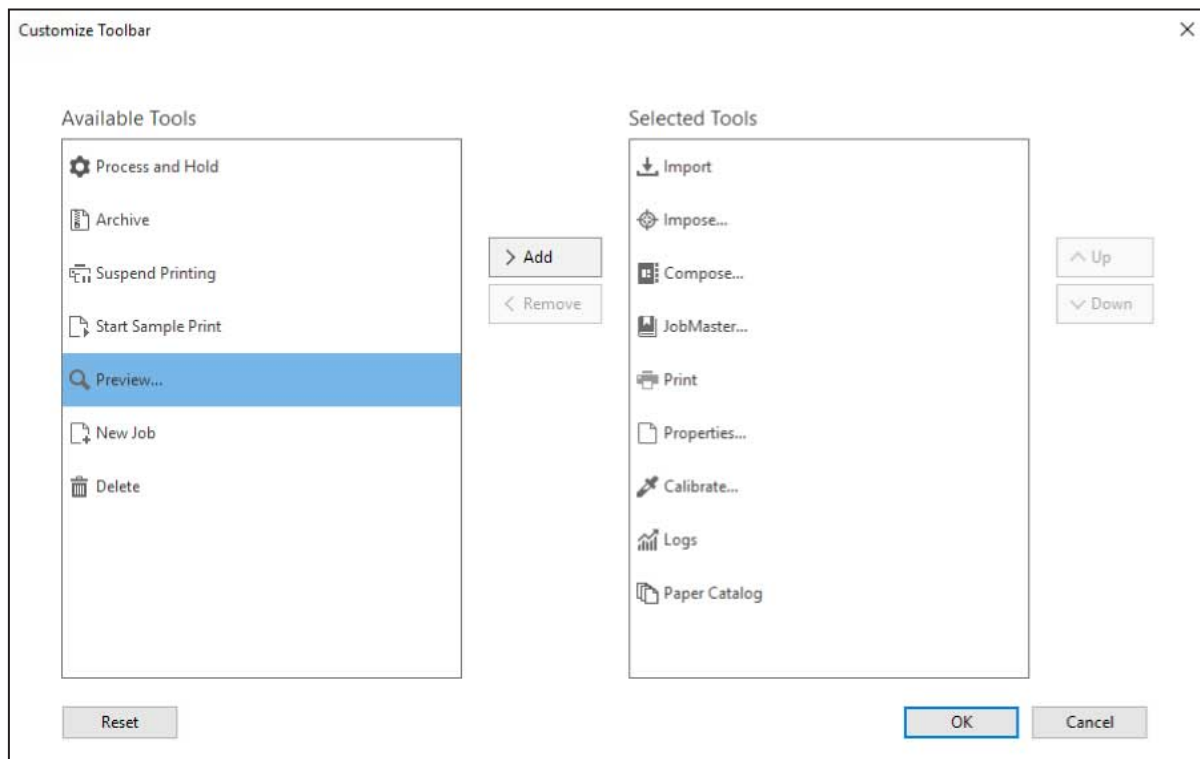 Customize Toolbar
Available Tools
Process and Hold
Archive
Suspend Printing
Start Sample Print
Preview...
New Job
Delete
Add
Remove
Selected Tools
Import
Impose...
Compose...
JobMaster...
Print
Properties...
Calibrate...
Logs
Paper Catalog
Up
Down
Reset
OK
Cancel